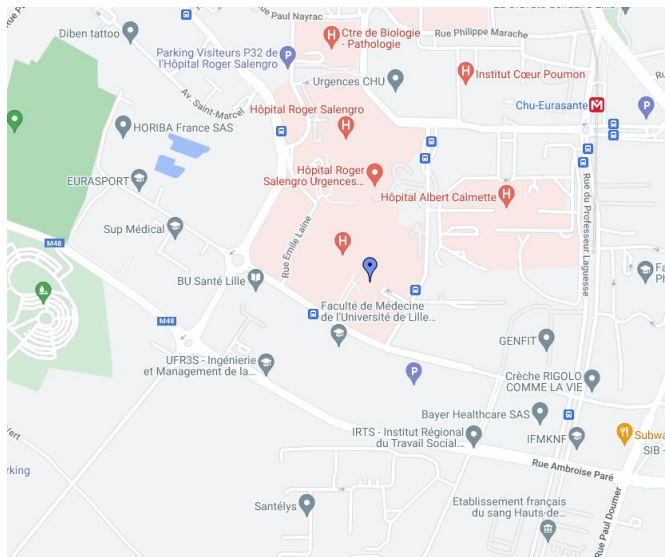 Rue Paul Nayrac
Diben tattoo
Ctre de Biologie
- Pathologie
Rue Philippe Marache
Parking Visiteurs P32 de
l'Hôpital Roger Salengro
Urgences CHU
Institut Cœur Poumon
Av. Saint-Marcel
Hôpital Roger Salengro
Chu-Eurasante
M
P
HORIBA France SAS
Hôpital Roger
Salengro Urgences...
EURASPORT
Hôpital Albert Calmette
Rue du Professeur Laguesse
Sup Médical
Rue Emile Laine
M48
BU Santé Lille
Fa
Ph
Faculté de Médecine
de l'Université de Lille...
M48
GENFIT
UFR3S - Ingénierie
et Management de la...
P
Crèche RIGOLO
COMME LA VIE
Bayer Healthcare SAS
IRTS - Institut Régional
du Travail Social...
IFMKNF
Subwa
SIB -
Vert
rking
Rue Ambroise Paré
Santélys
Etablissement français
du sang Hauts-de...
Rue Paul Doumer